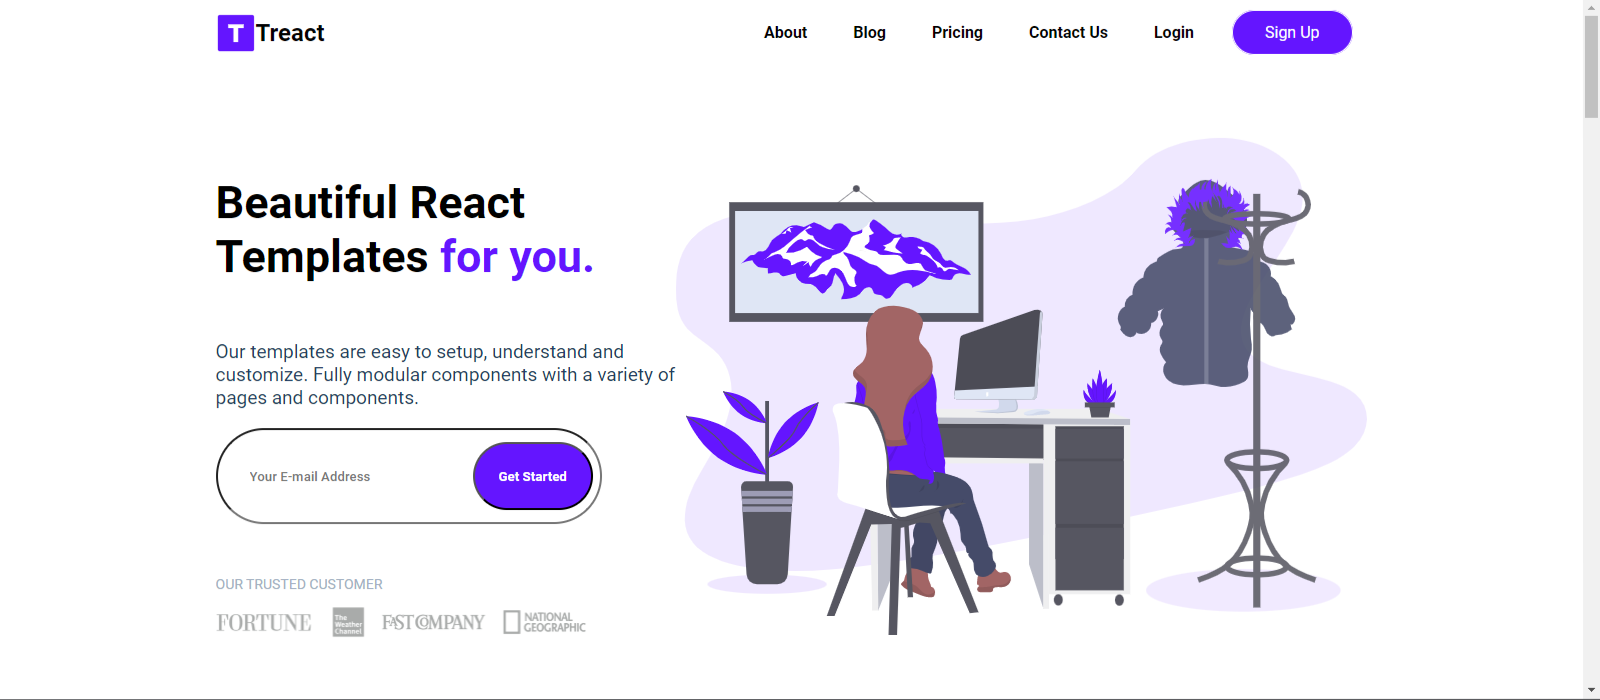 T Treact
About Blog Pricing Contact Us Login Sign Up
Beautiful React
Templates for you.
Our templates are easy to setup, understand and
customize. Fully modular components with a variety of
pages and components.
Your E-mail Address Get Started
OUR TRUSTED CUSTOMER
FORTUNE
The
Weather
Channel
FAST COMPANY
NATIONAL
GEOGRAPHIC